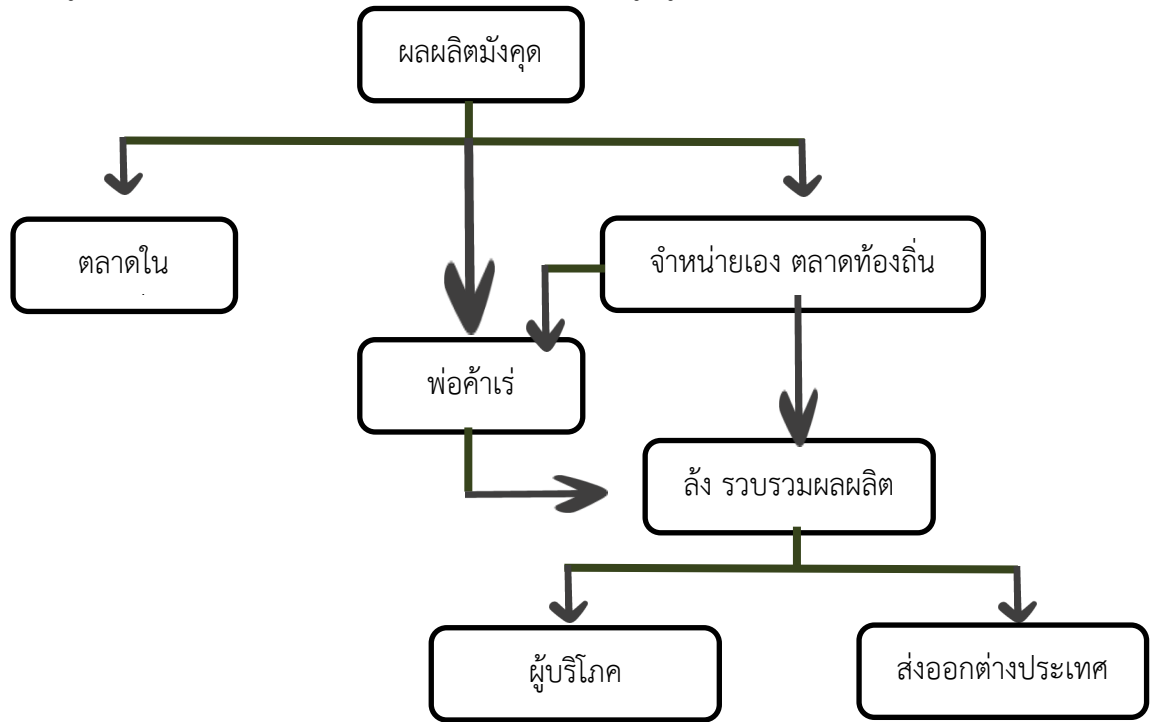 ผลผลิตมังคุด
ตลาดใน
จำหน่ายเอง ตลาดท้องถิ่น
พ่อค้าเร่
ล้ง รวบรวมผลผลิต
ผู้บริโภค
ส่งออกต่างประเทศ